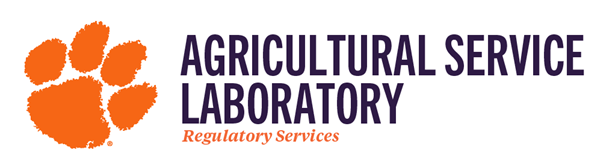 AGRICULTURAL SERVICE
LABORATORY
Regulatory Services
®